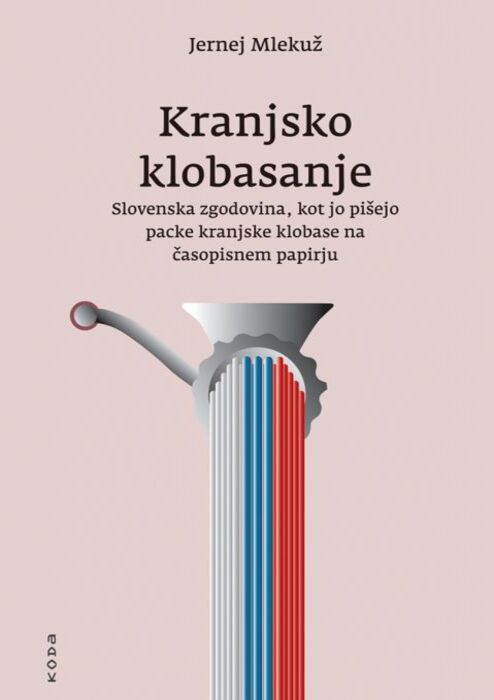 Jernej Mlekuž
Kranjsko
klobasanje
Slovenska zgodovina, kot jo pišejo
packe kranjske klobase na
časopisnem papirju
KODA